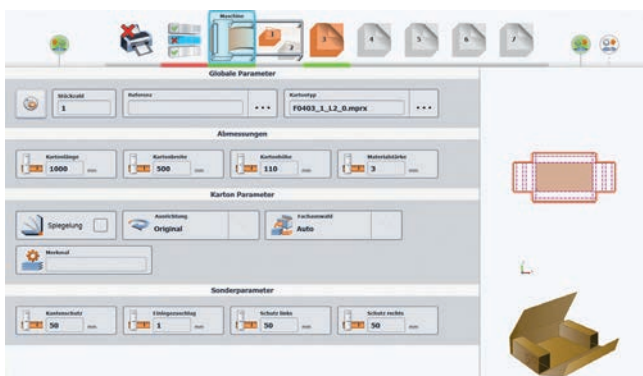 Maschine
1
2
3
4
5
6
7
Globale Parameter
Stückzahl
1
Referenz
...
Kartontyp
F0403_1_L2_0.mprx
...
Abmessungen
Kartonlänge
1000 mm
Kartonbreite
500 mm
Kartonhöhe
110 mm
Materialstärke
3 mm
Karton Parameter
Spiegelung
Ausrichtung
Original
Fachauswahl
Auto
Merkmal
Sonderparameter
Kantenschutz
50 mm
Einlegezuschlag
1 mm
Schutz links
50 mm
Schutz rechts
50 mm